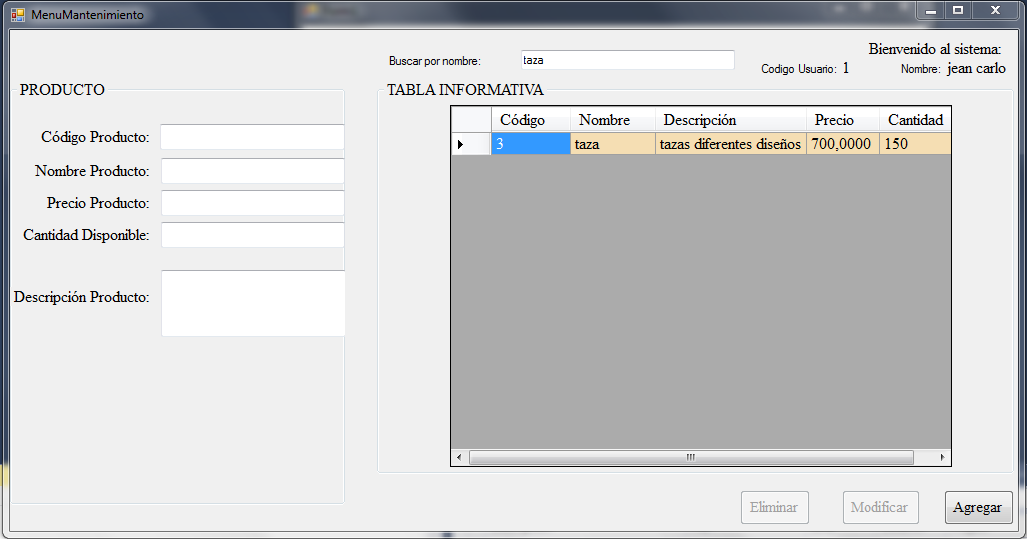 MenuMantenimiento
Bienvenido al sistema:
Buscar por nombre: taza
Codigo Usuario: 1 Nombre: jean carlo
PRODUCTO
TABLA INFORMATIVA
Código Producto:
Nombre Producto:
Precio Producto:
Cantidad Disponible:
Descripción Producto:
Código Nombre Descripción Precio Cantidad
3 taza tazas diferentes diseños 700,0000 150
Eliminar Modificar Agregar